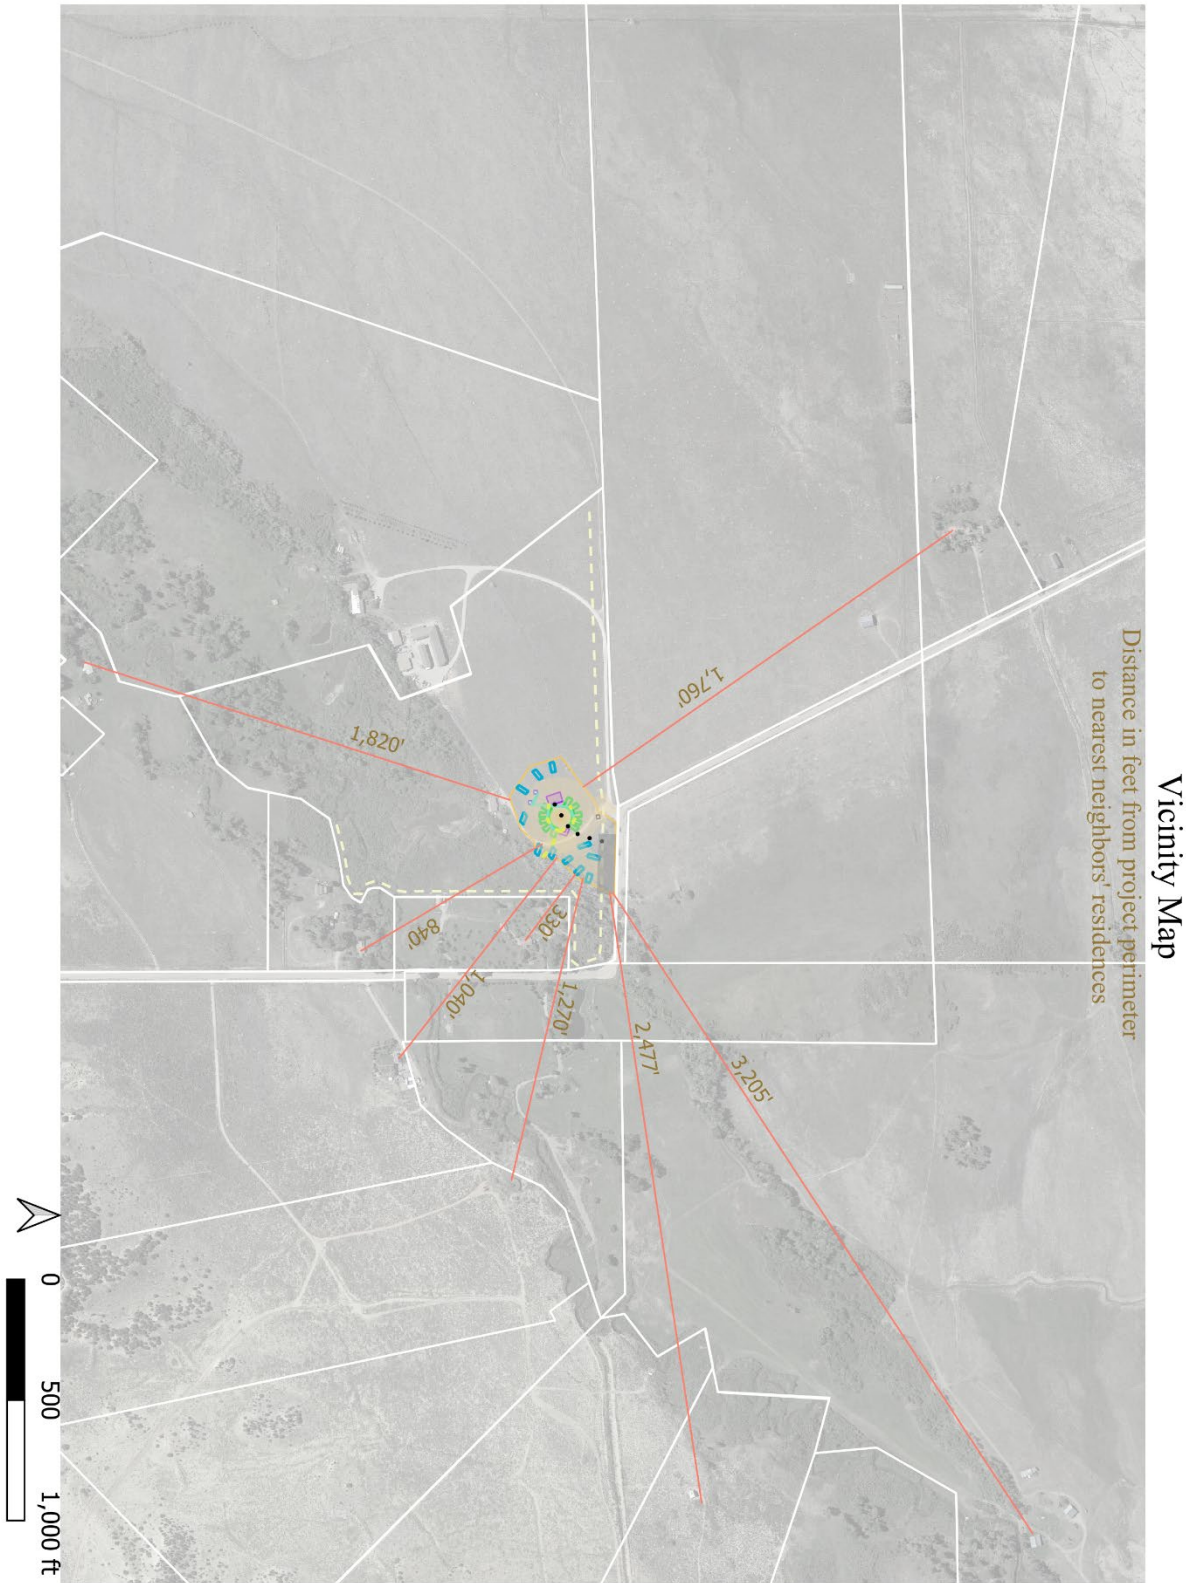 Vicinity Map
Distance in feet from project perimeter
to nearest neighbors' residences
1,760'
3,205'
2,477'
1,270'
330'
1,040'
840'
1,820'
0
500
1,000 ft